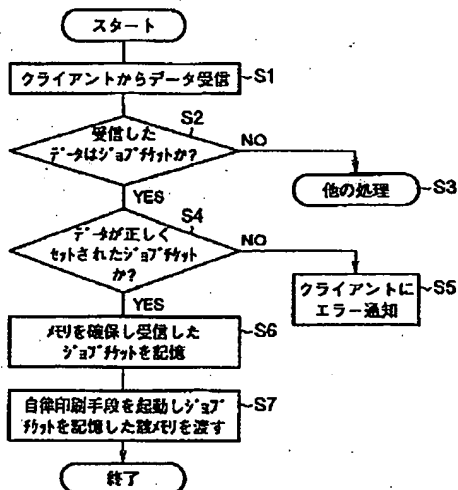 スタート
クライアントからデータ受信
S1
S2
受信した
データはジョブチケットか?
NO
YES
他の処理
S3
S4
データが正しく
セットされたジョブチケット
か?
NO
YES
クライアントに
エラー通知
S5
メモリを確保し受信した
ジョブチケットを記憶
S6
自律印刷手段を起動しジョブ
チケットを記憶した該メモリを渡す
S7
終了